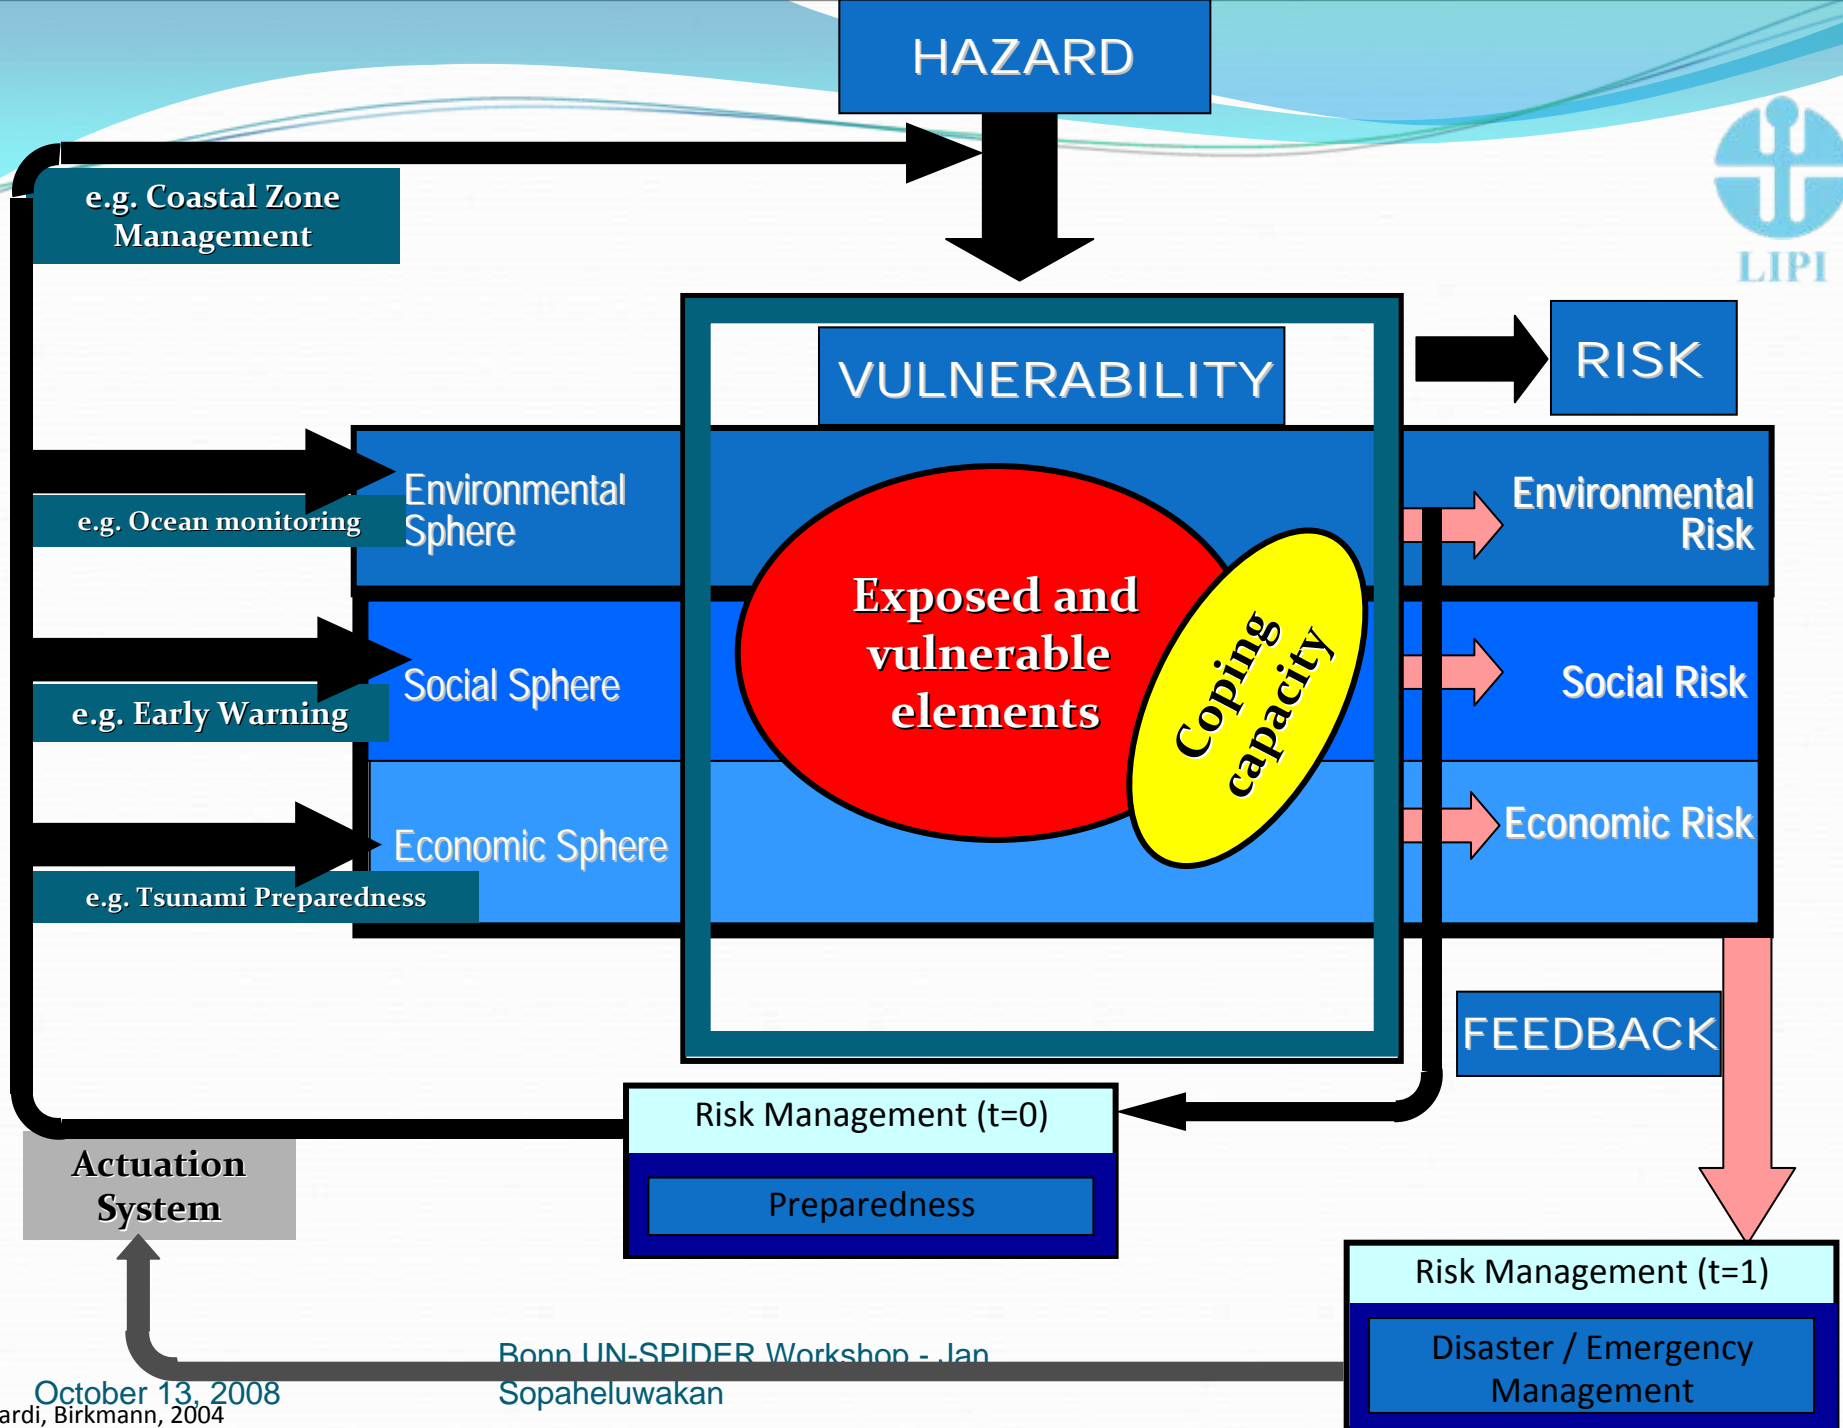 HAZARD
e.g. Coastal Zone
Management
LIPI
VULNERABILITY
RISK
Environmental
Sphere
e.g. Ocean monitoring
Environmental
Risk
Exposed and
vulnerable
elements
Coping
capacity
Social Sphere
Social Risk
e.g. Early Warning
Economic Sphere
Economic Risk
e.g. Tsunami Preparedness
FEEDBACK
Risk Management (t=0)
Preparedness
Actuation
System
Risk Management (t=1)
Disaster / Emergency
Management
Bonn UN-SPIDER Workshop - Jan
Sopaheluwakan
October 13, 2008
ardi, Birkmann, 2004